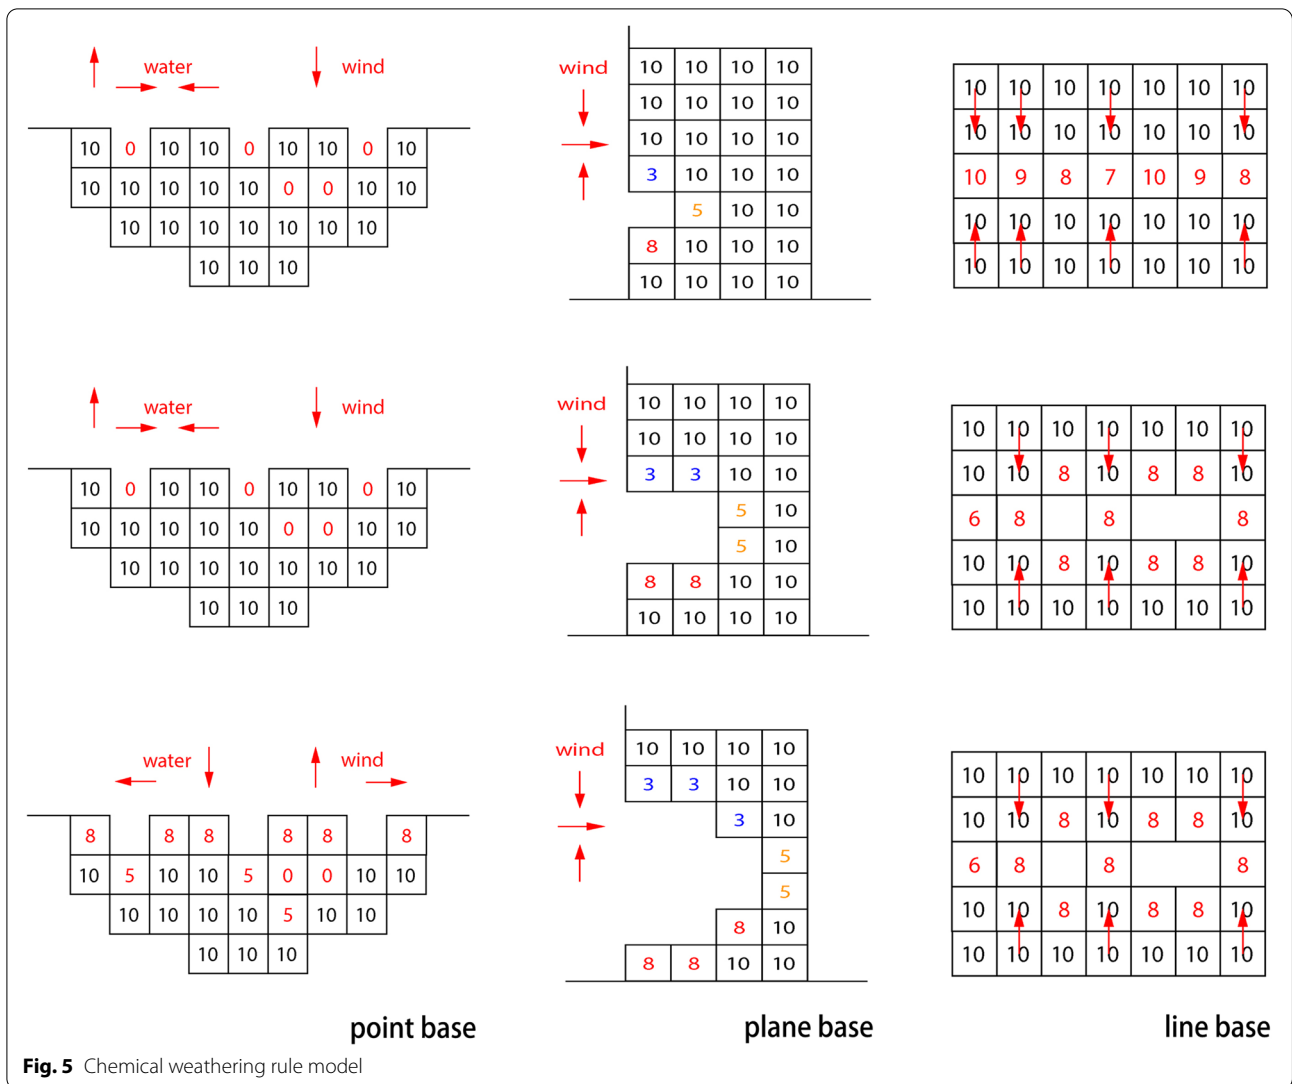 water wind
10 0 10 10 0 10 10 0 10
10 10 10 10 10 0 0 10 10
10 10 10 10 10 10 10
10 10 10
wind
10 10 10 10
10 10 10 10
10 10 10 10
3 10 10 10
5 10 10
8 10 10 10
10 10 10 10
10 10 10 10 10 10 10
10 10 10 10 10 10 10
10 9 8 7 10 9 8
10 10 10 10 10 10 10
10 10 10 10 10 10 10
water wind
10 0 10 10 0 10 10 0 10
10 10 10 10 10 0 0 10 10
10 10 10 10 10 10 10
10 10 10
wind
10 10 10 10
10 10 10 10
3 3 10 10
5 10
5 10
8 8 10 10
10 10 10 10
10 10 10 10 10 10 10
10 10 8 10 8 8 10
6 8 8 8
10 10 8 10 8 8 10
10 10 10 10 10 10 10
water wind
8 8 8 8 8 8
10 5 10 10 5 0 0 10 10
10 10 10 10 5 10 10
10 10 10
wind
10 10 10 10
3 3 10 10
3 10
5
5
8 10
8 8 10 10
10 10 10 10 10 10 10
10 10 8 10 8 8 10
6 8 8 8
10 10 8 10 8 8 10
10 10 10 10 10 10 10
point base
plane base
line base
Fig. 5 Chemical weathering rule model